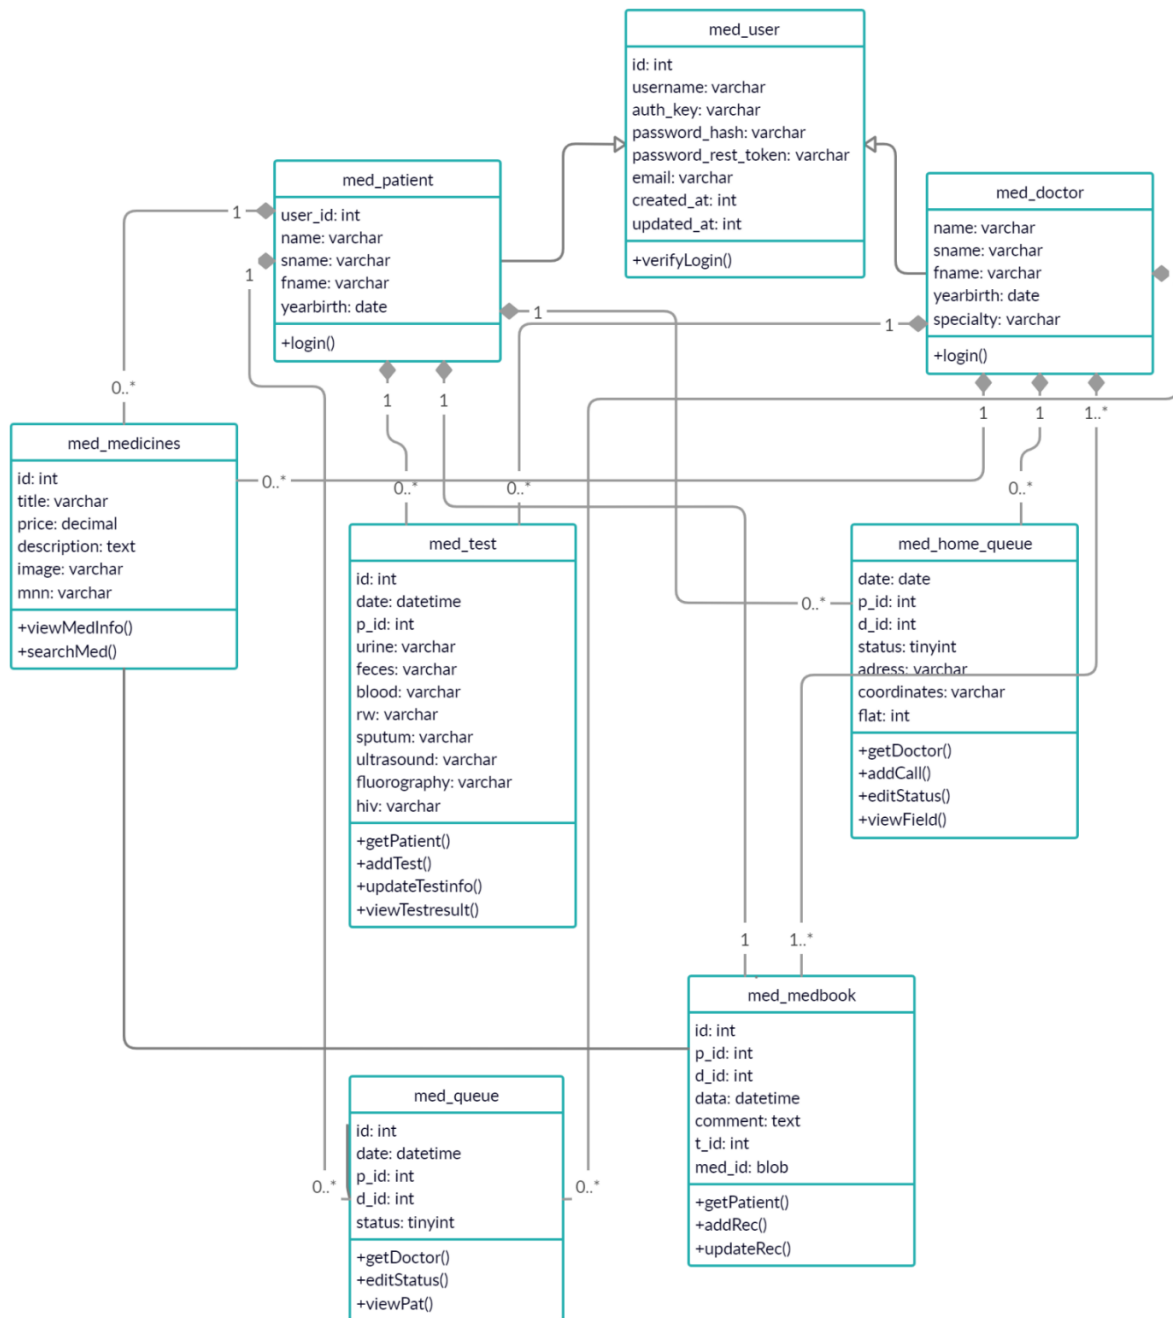 med_user
id: int
username: varchar
auth_key: varchar
password_hash: varchar
password_rest_token: varchar
email: varchar
created_at: int
updated_at: int
+verifyLogin()
med_patient
user_id: int
name: varchar
sname: varchar
fname: varchar
yearbirth: date
+login()
med_doctor
name: varchar
sname: varchar
fname: varchar
yearbirth: date
specialty: varchar
+login()
1
1
1
1
0..*
1
1
1
1
1..*
med_medicines
id: int
title: varchar
price: decimal
description: text
image: varchar
mnn: varchar
+viewMedInfo()
+searchMed()
0..*
0..*
0..*
0..*
med_test
id: int
date: datetime
p_id: int
urine: varchar
feces: varchar
blood: varchar
rw: varchar
sputum: varchar
ultrasound: varchar
fluorography: varchar
hiv: varchar
+getPatient()
+addTest()
+updateTestinfo()
+viewTestresult()
med_home_queue
date: date
p_id: int
d_id: int
status: tinyint
adress: varchar
coordinates: varchar
flat: int
+getDoctor()
+addCall()
+editStatus()
+viewField()
0..*
1
1..*
med_medbook
id: int
p_id: int
d_id: int
data: datetime
comment: text
t_id: int
med_id: blob
+getPatient()
+addRec()
+updateRec()
med_queue
id: int
date: datetime
p_id: int
d_id: int
status: tinyint
+getDoctor()
+editStatus()
+viewPat()
0..*
0..*